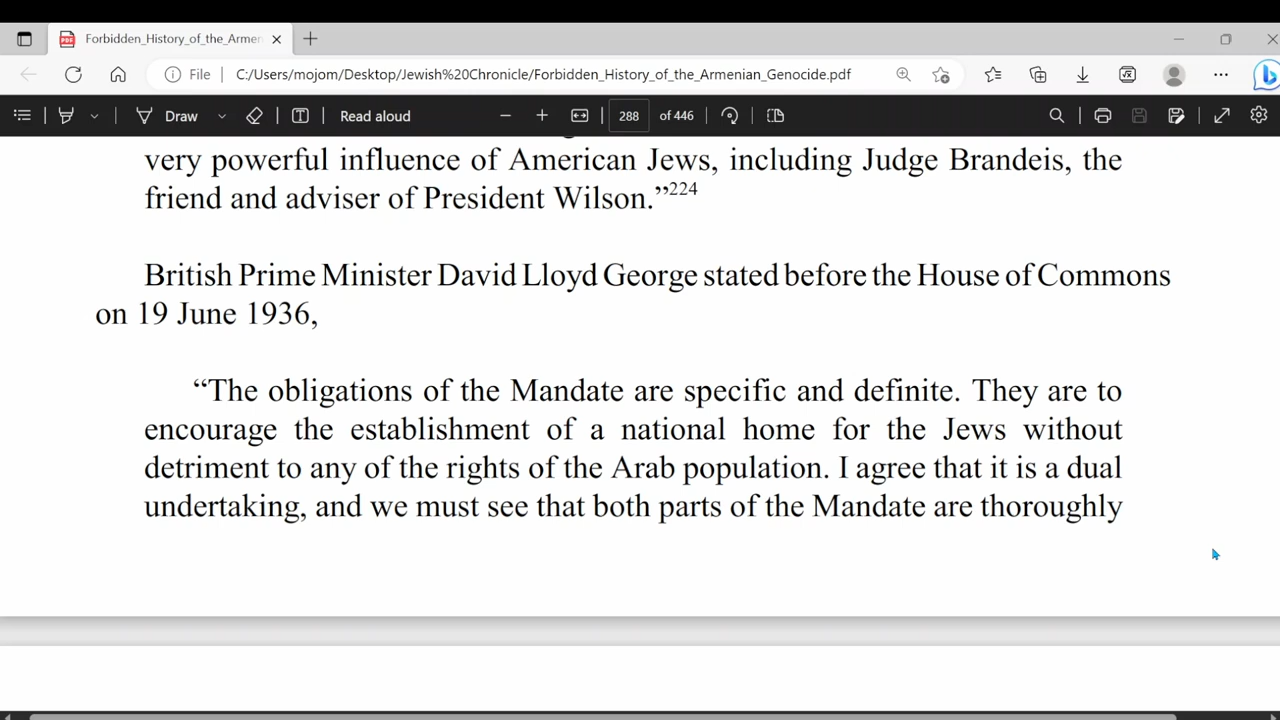 Forbidden_History_of_the_Armen
File C:/Users/mojom/Desktop/Jewish%20Chronicle/Forbidden_History_of_the_Armenian_Genocide.pdf
Draw Read aloud 288 of 446
very powerful influence of American Jews, including Judge Brandeis, the
friend and adviser of President Wilson.”224
British Prime Minister David Lloyd George stated before the House of Commons
on 19 June 1936,
“The obligations of the Mandate are specific and definite. They are to
encourage the establishment of a national home for the Jews without
detriment to any of the rights of the Arab population. I agree that it is a dual
undertaking, and we must see that both parts of the Mandate are thoroughly